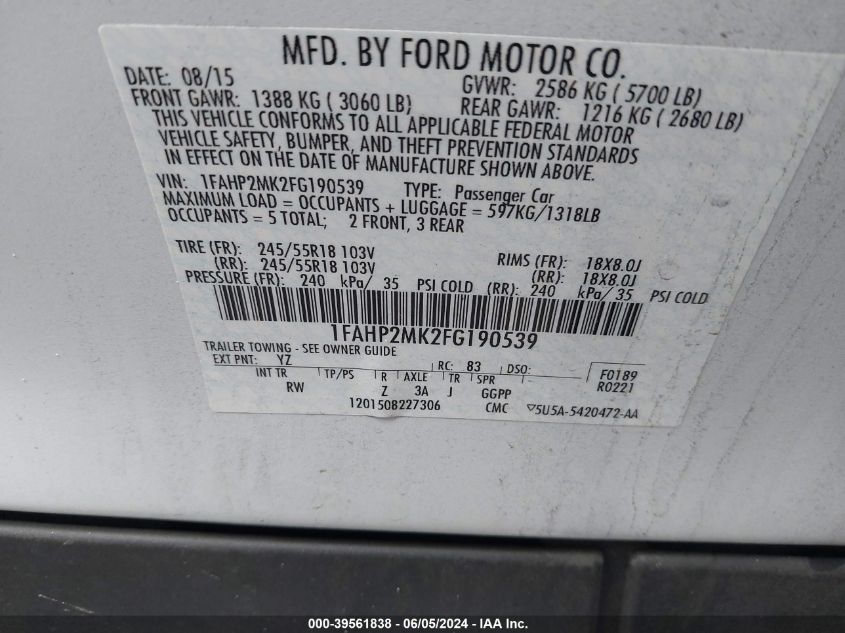 MFD. BY FORD MOTOR CO.
DATE: 08/15 GVWR: 2586 KG ( 5700 LB)
FRONT GAWR: 1388 KG ( 3060 LB) REAR GAWR: 1216 KG ( 2680 LB)
THIS VEHICLE CONFORMS TO ALL APPLICABLE FEDERAL MOTOR
VEHICLE SAFETY, BUMPER, AND THEFT PREVENTION STANDARDS
IN EFFECT ON THE DATE OF MANUFACTURE SHOWN ABOVE.
VIN: 1FAHP2MK2FG190539 TYPE: Passenger Car
MAXIMUM LOAD = OCCUPANTS + LUGGAGE = 597KG/1318LB
OCCUPANTS = 5 TOTAL; 2 FRONT, 3 REAR
TIRE (FR): 245/55R18 103V RIMS (FR): 18X8.0J
(RR): 245/55R18 103V (RR): 18X8.0J
PRESSURE (FR): 240 kPa/ 35 PSI COLD (RR): 240 kPa/ 35 PSI COLD
1FAHP2MK2FG190539
TRAILER TOWING - SEE OWNER GUIDE
EXT PNT: YZ RC: 83 DSO: F0189
INT TR TP/PS R AXLE TR SPR R0221
RW Z 3A J GGPP
1201508227306 CMC ▽5U5A-5420472-AA
000-39561838 - 06/05/2024 - IAA Inc.